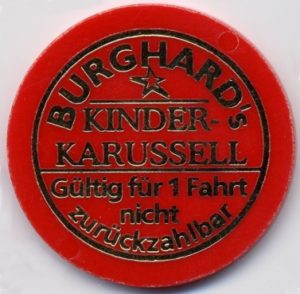 BURGHARD's
KINDER-
KARUSSELL
Gültig für 1 Fahrt
nicht
zurückzahlbar